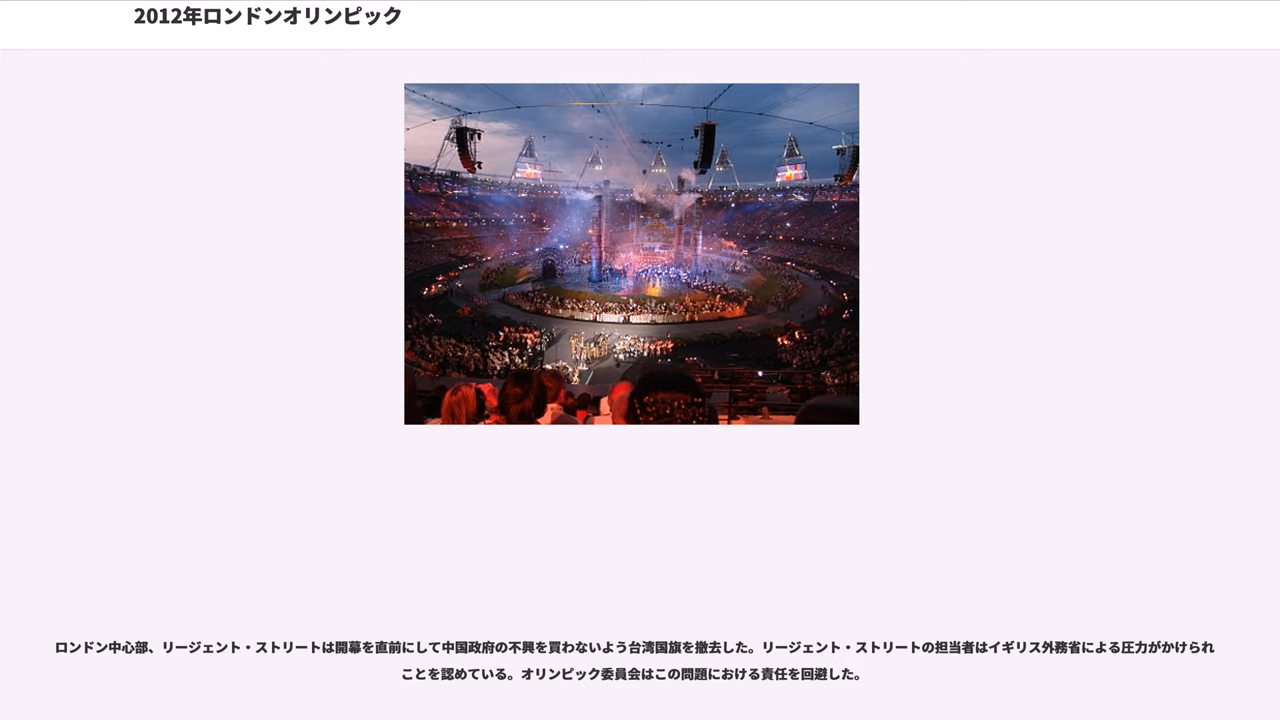 2012年ロンドンオリンピック
ロンドン中心部、リージェント・ストリートは開幕を直前にして中国政府の不興を買わないよう台湾国旗を撤去した。リージェント・ストリートの担当者はイギリス外務省による圧力がかけられ
ことを認めている。オリンピック委員会はこの問題における責任を回避した。